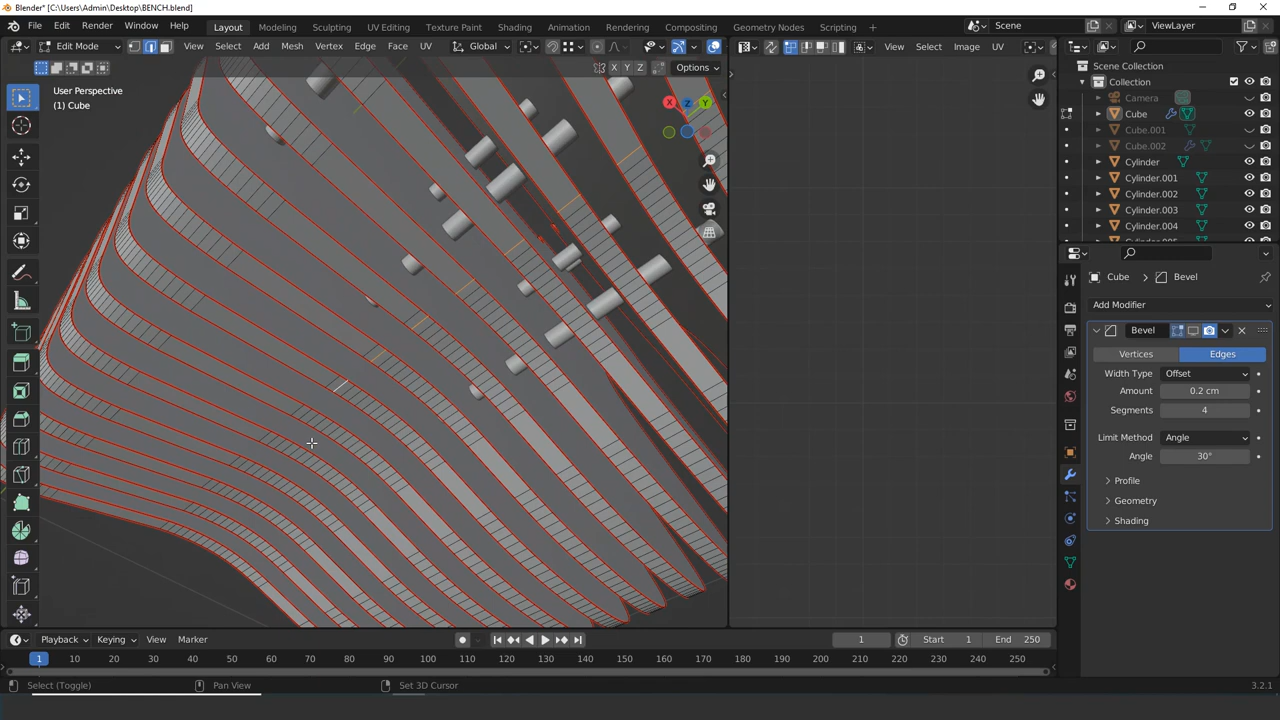 Blender* [C:\Users\Admin\Desktop\BENCH.blend]
File Edit Render Window Help Layout Modeling Sculpting UV Editing Texture Paint Shading Animation Rendering Compositing Geometry Nodes Scripting Scene ViewLayer
Edit Mode View Select Add Mesh Vertex Edge Face UV Global View Select Image UV
X Y Z Options
User Perspective
(1) Cube
X Z Y
Scene Collection
Collection
Camera
Cube
Cube.001
Cube.002
Cylinder
Cylinder.001
Cylinder.002
Cylinder.003
Cylinder.004
Cube Bevel
Add Modifier
Bevel
Vertices Edges
Width Type Offset
Amount 0.2 cm
Segments 4
Limit Method Angle
Angle 30°
Profile
Geometry
Shading
Playback Keying View Marker 1 Start 1 End 250
1 10 20 30 40 50 60 70 80 90 100 110 120 130 140 150 160 170 180 190 200 210 220 230 240 250
Select (Toggle) Pan View Set 3D Cursor 3.2.1